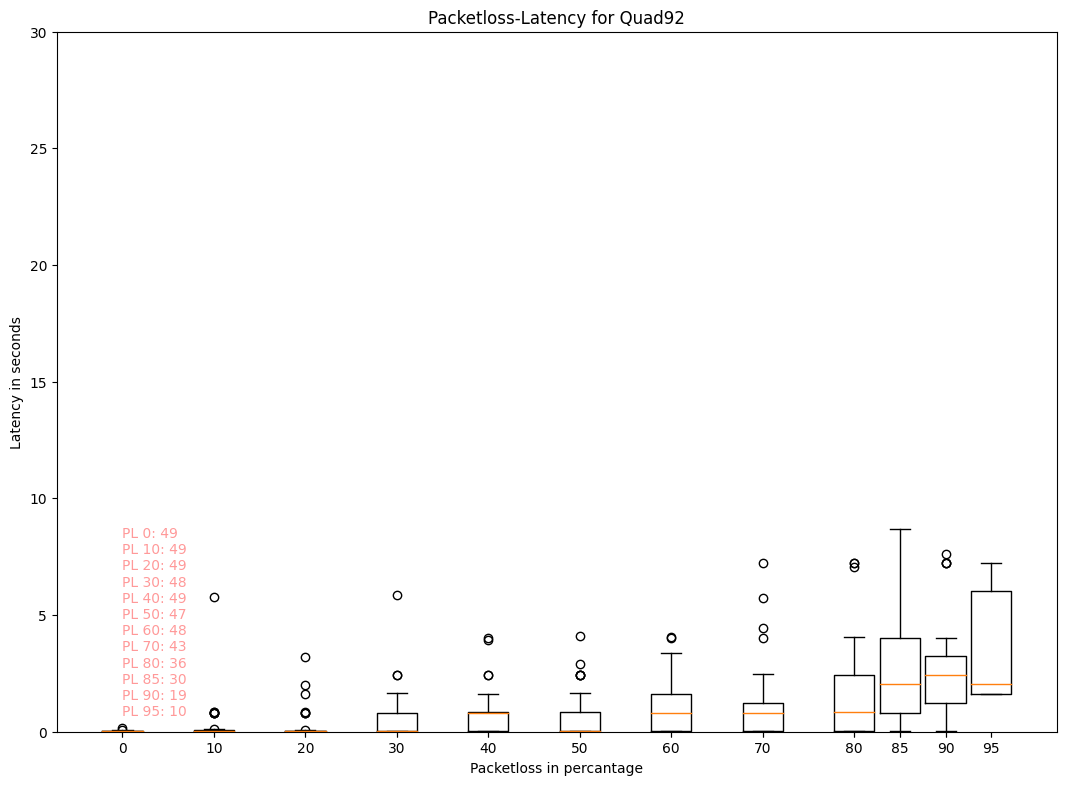 Packetloss-Latency for Quad92
30
25
20
15
10
5
0
Latency in seconds
PL 0: 49
PL 10: 49
PL 20: 49
PL 30: 48
PL 40: 49
PL 50: 47
PL 60: 48
PL 70: 43
PL 80: 36
PL 85: 30
PL 90: 19
PL 95: 10
0 10 20 30 40 50 60 70 80 85 90 95
Packetloss in percantage